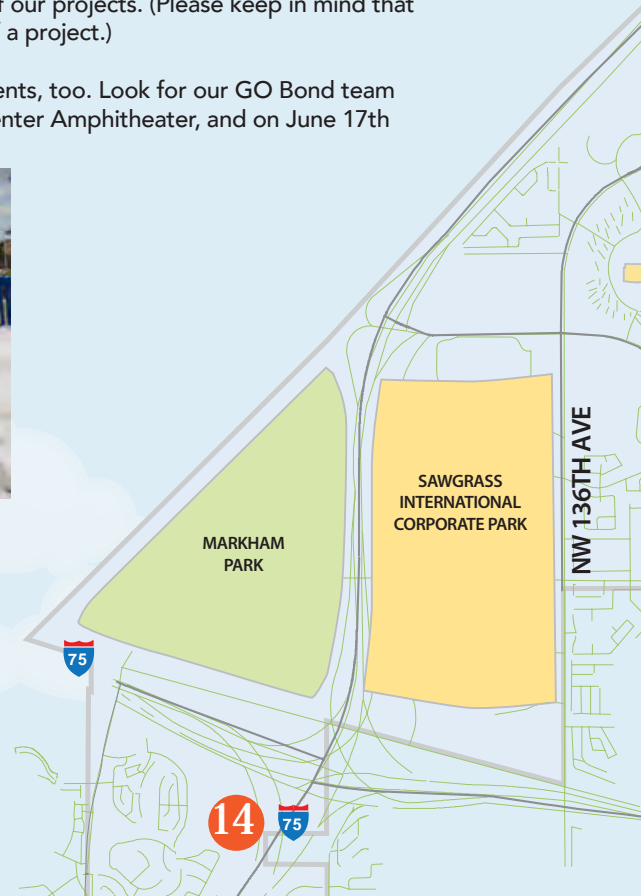 f our projects. (Please keep in mind that
a project.)
ents, too. Look for our GO Bond team
enter Amphitheater, and on June 17th
SAWGRASS
INTERNATIONAL
CORPORATE PARK
NW 136TH AVE
MARKHAM
PARK
75
14
75